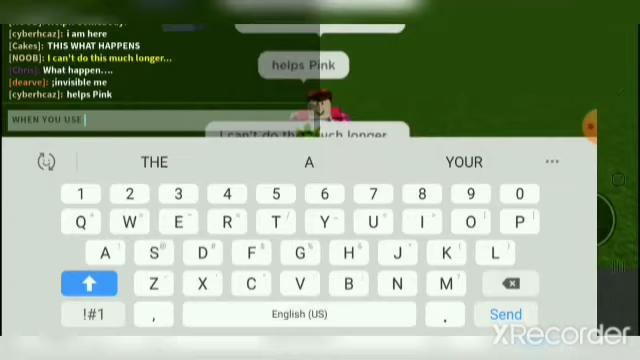 [cyberhcaz]: i am here
[Cakes]: THIS WHAT HAPPENS
[NOOB]: I can't do this much longer...
[Chris]: What happen....
[dearve]: ;invisible me
[cyberhcaz]: helps Pink
helps Pink
WHEN YOU USE
I can't do this much longer
THE A YOUR ...
1 2 3 4 5 6 7 8 9 0
Q W E R T Y U I O P
A S D F G H J K L
Z X C V B N M
!#1 , English (US) . Send
XRecorder